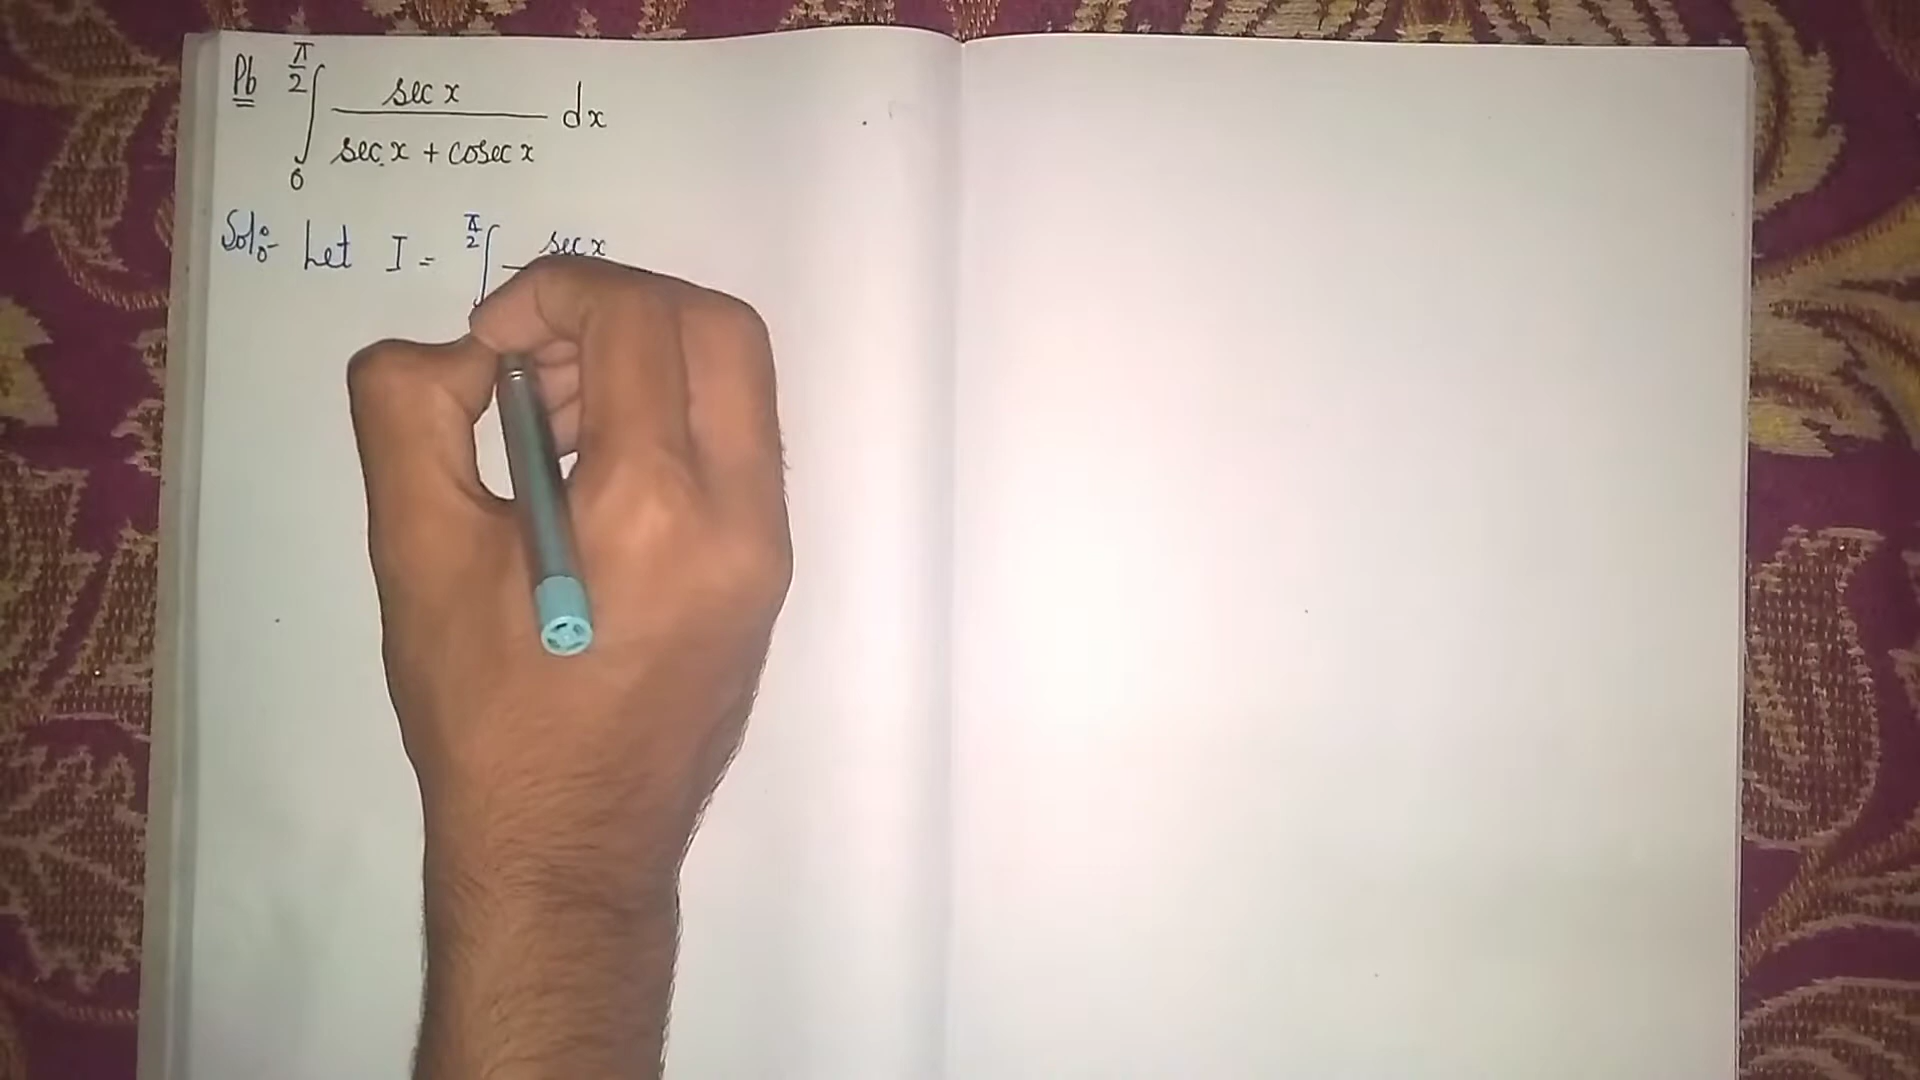 Pb ∫₀^{π/2} sec x / (sec x + cosec x) dx
Sol:- Let I = ∫^{π/2} sec x